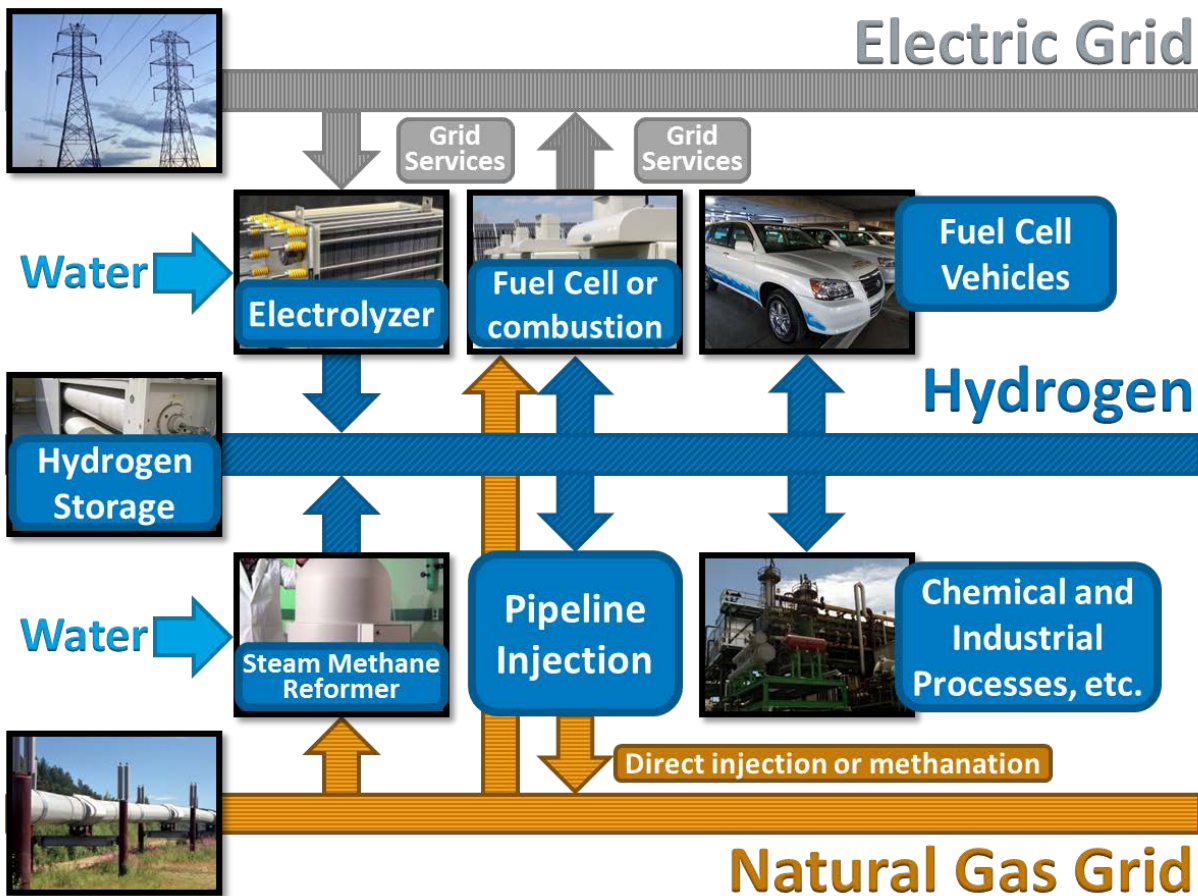 Electric Grid
Grid
Services
Grid
Services
Water
Electrolyzer
Fuel Cell or
combustion
Fuel Cell
Vehicles
Hydrogen
Hydrogen
Storage
Water
Steam Methane
Reformer
Pipeline
Injection
Chemical and
Industrial
Processes, etc.
Direct injection or methanation
Natural Gas Grid